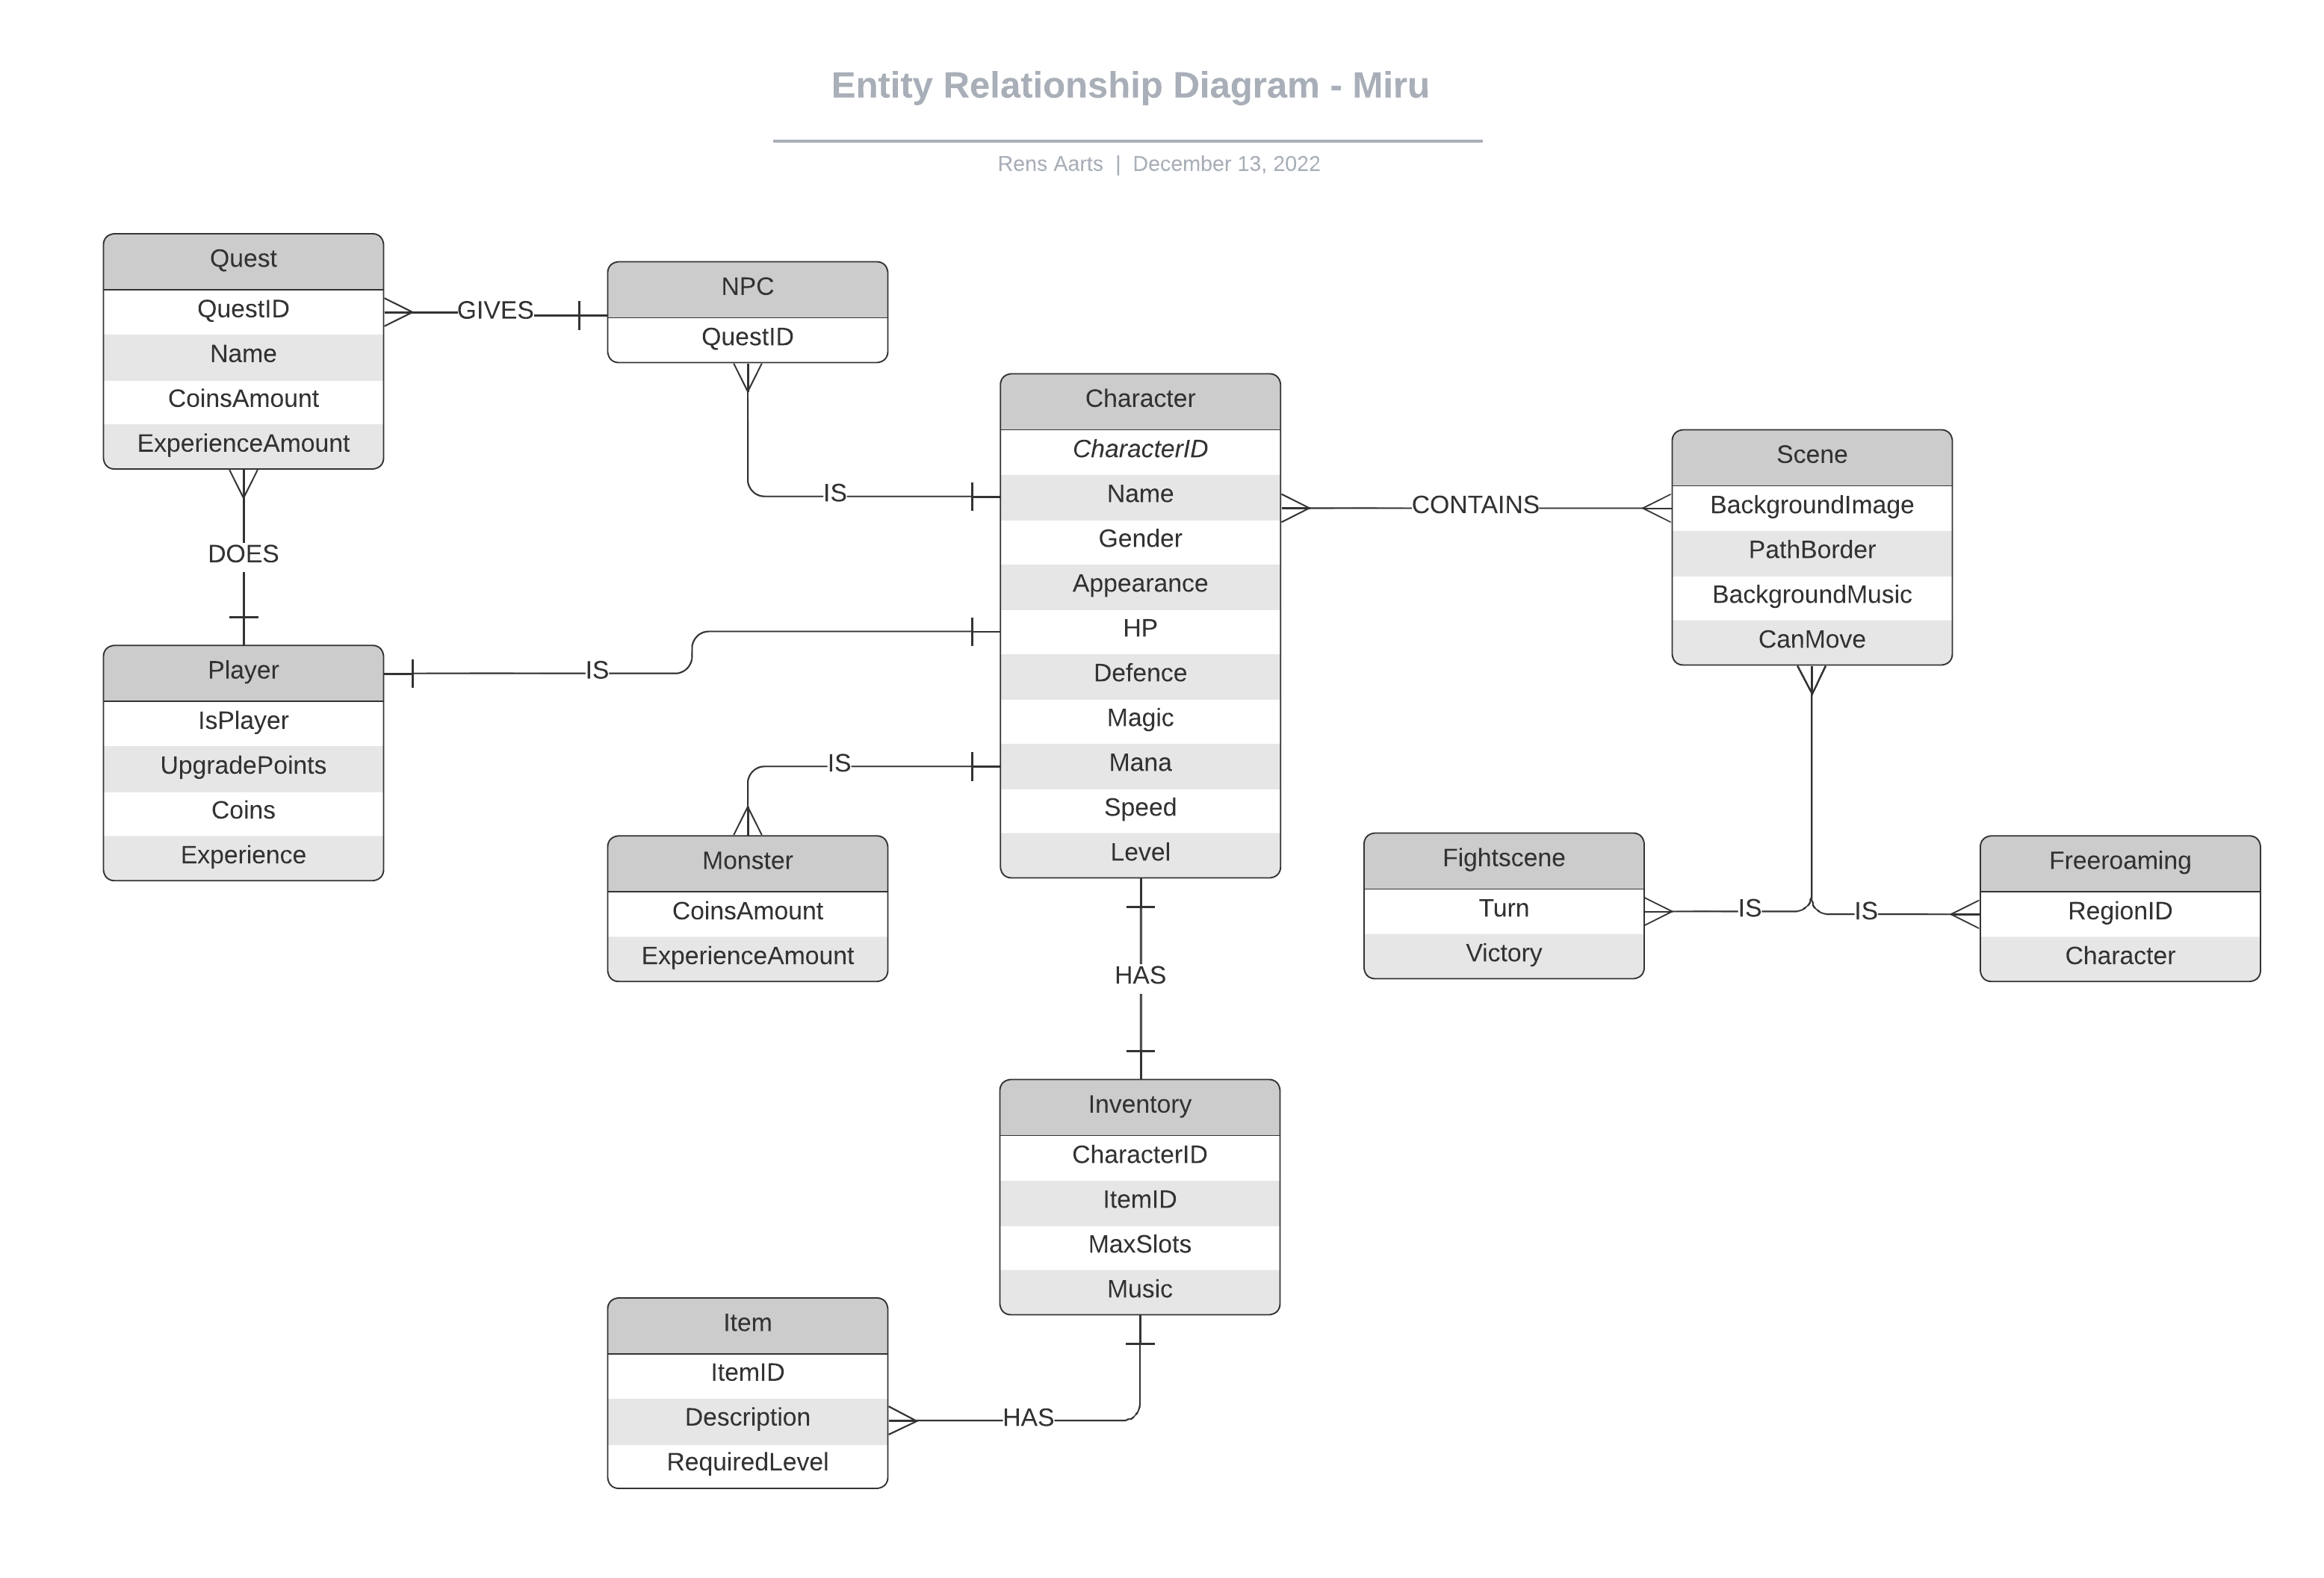 Entity Relationship Diagram - Miru
Rens Aarts | December 13, 2022
Quest
QuestID
Name
CoinsAmount
ExperienceAmount
GIVES
NPC
QuestID
IS
DOES
Player
IsPlayer
UpgradePoints
Coins
Experience
IS
Monster
CoinsAmount
ExperienceAmount
IS
Character
CharacterID
Name
Gender
Appearance
HP
Defence
Magic
Mana
Speed
Level
CONTAINS
Scene
BackgroundImage
PathBorder
BackgroundMusic
CanMove
Fightscene
Turn
Victory
IS
IS
Freeroaming
RegionID
Character
HAS
Inventory
CharacterID
ItemID
MaxSlots
Music
HAS
Item
ItemID
Description
RequiredLevel